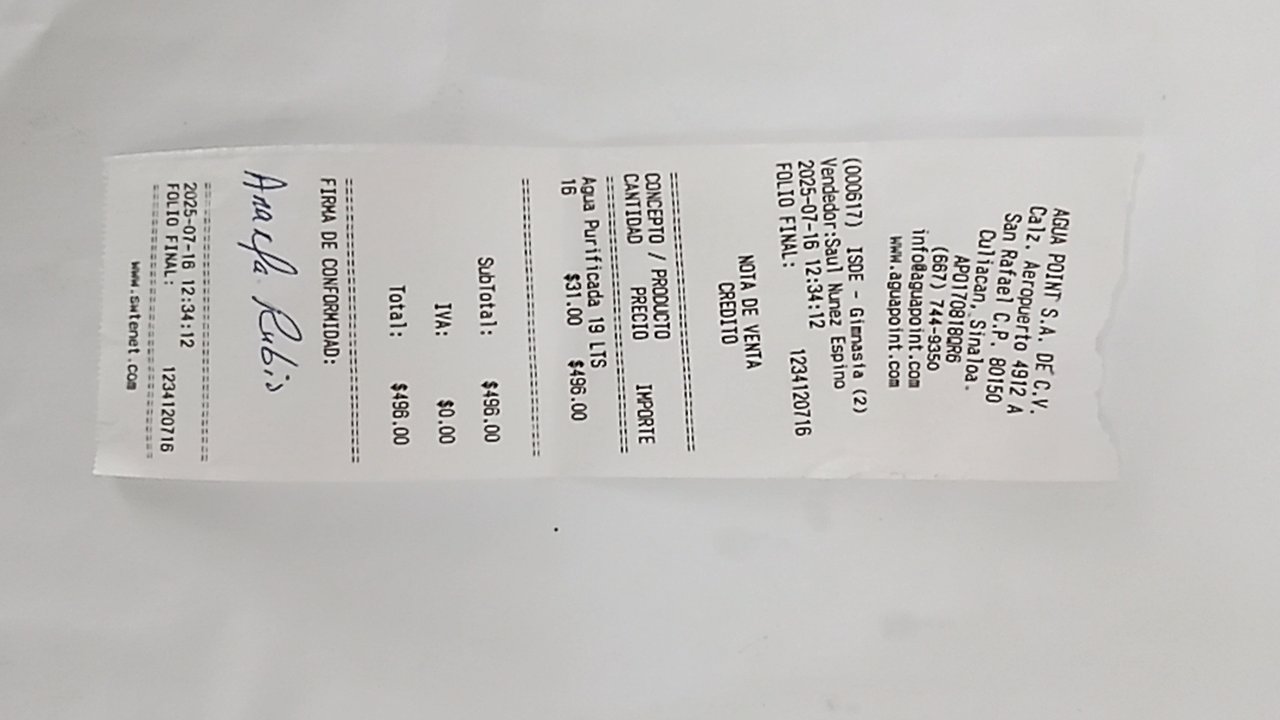 AGUA POINT S.A. DE C.V.
Calz. Aeropuerto 4912 A
San Rafael C.P. 80150
Culiacan, Sinaloa.
APO170818QR6
(667) 744-9350
info@aguapoint.com
www.aguapoint.com
(000617) ISDE - Gimnasia (2)
Vendedor:Saul Nunez Espino
2025-07-16 12:34:12
FOLIO FINAL: 1234120716
NOTA DE VENTA
CREDITO
=============================
CONCEPTO / PRODUCTO
CANTIDAD PRECIO IMPORTE
=============================
Agua Purificada 19 LTS
16 $31.00 $496.00
=============================
SubTotal: $496.00
IVA: $0.00
Total: $496.00
=============================
FIRMA DE CONFORMIDAD:
Rubio
=============================
2025-07-16 12:34:12
FOLIO FINAL: 1234120716
=============================
www.swtenet.com